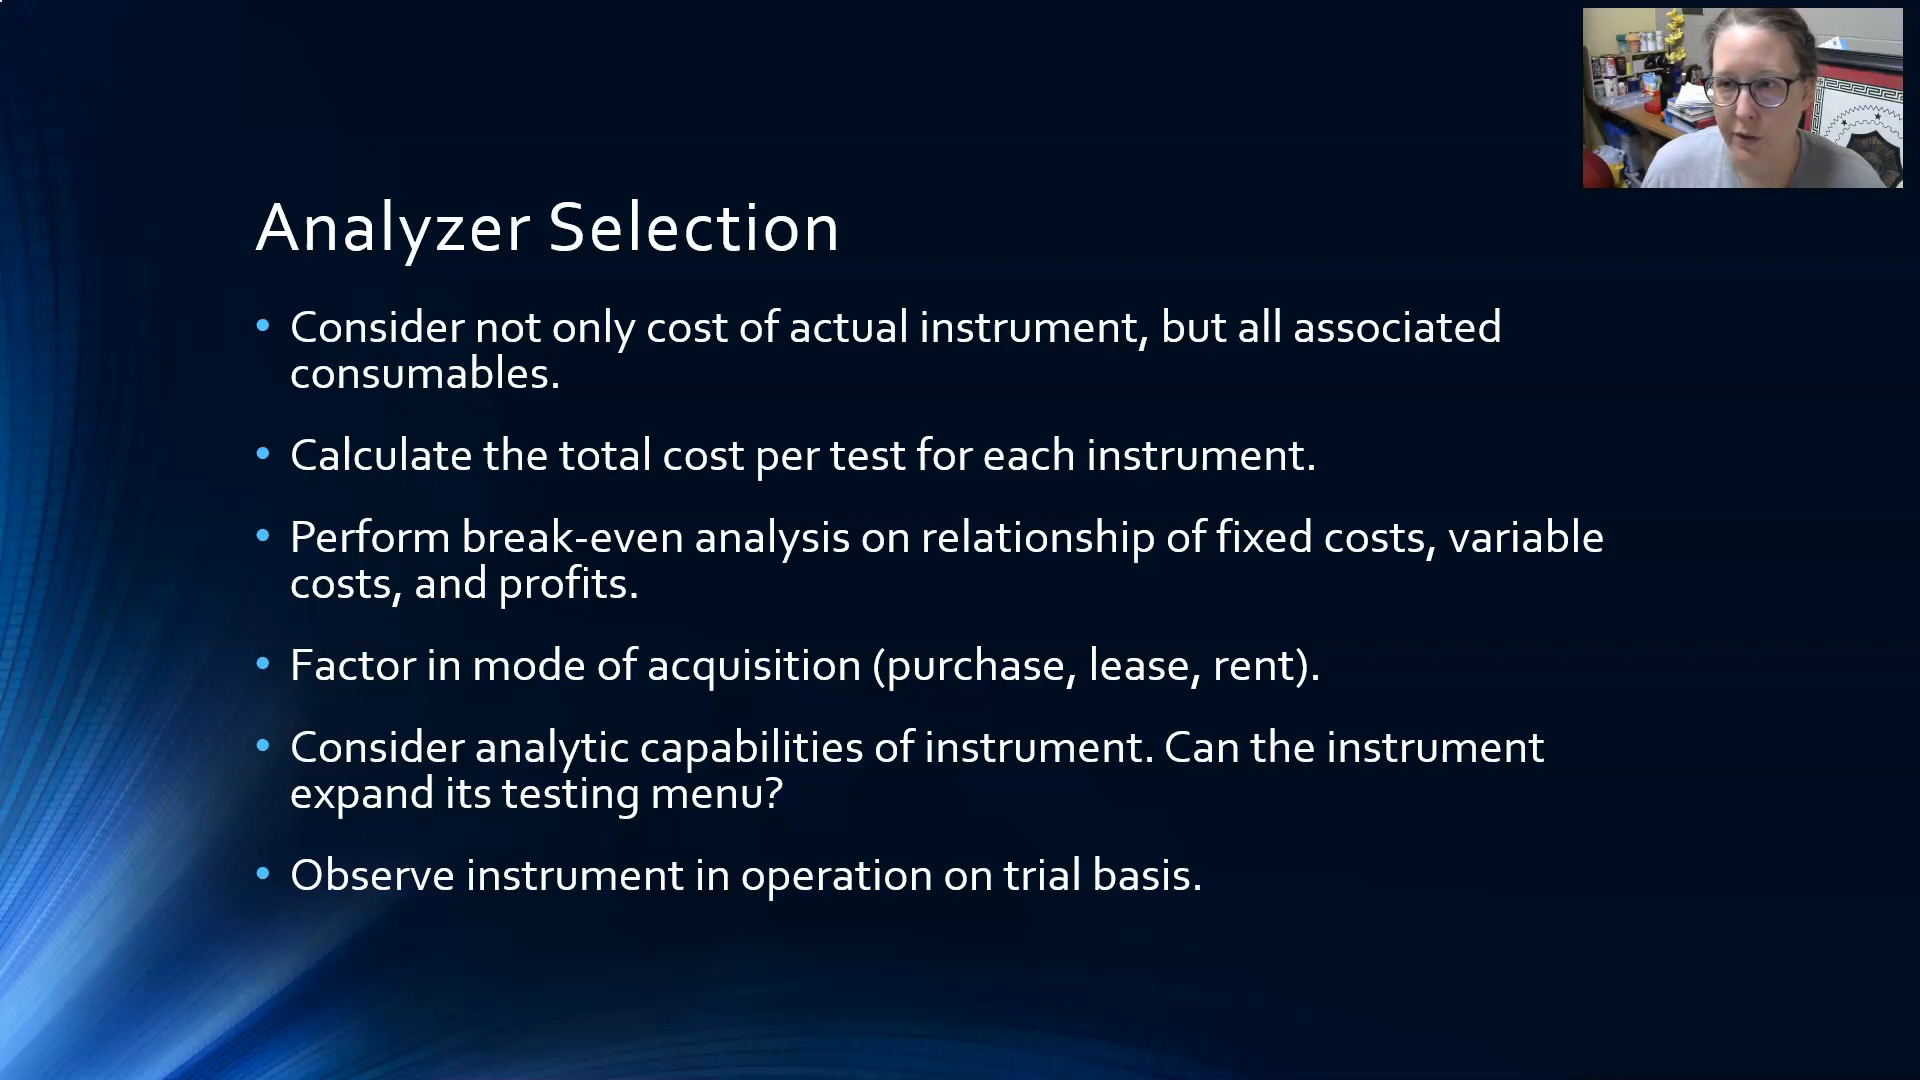 Analyzer Selection
• Consider not only cost of actual instrument, but all associated
consumables.
• Calculate the total cost per test for each instrument.
• Perform break-even analysis on relationship of fixed costs, variable
costs, and profits.
• Factor in mode of acquisition (purchase, lease, rent).
• Consider analytic capabilities of instrument. Can the instrument
expand its testing menu?
• Observe instrument in operation on trial basis.